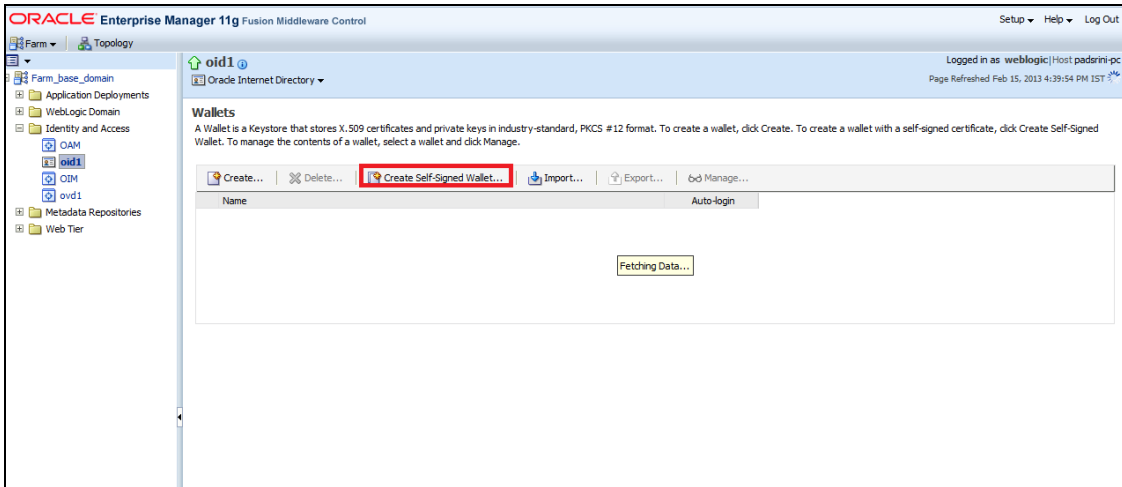 ORACLE Enterprise Manager 11g Fusion Middleware Control
Setup Help Log Out
Farm Topology
Farm_base_domain
Application Deployments
WebLogic Domain
Identity and Access
OAM
oid1
OIM
ovd1
Metadata Repositories
Web Tier
oid1
Oracle Internet Directory
Logged in as weblogic|Host padsrini-pc
Page Refreshed Feb 15, 2013 4:39:54 PM IST
Wallets
A Wallet is a Keystore that stores X.509 certificates and private keys in industry-standard, PKCS #12 format. To create a wallet, click Create. To create a wallet with a self-signed certificate, click Create Self-Signed
Wallet. To manage the contents of a wallet, select a wallet and click Manage.
Create... Delete... Create Self-Signed Wallet... Import... Export... Manage...
Name Auto-login
Fetching Data...